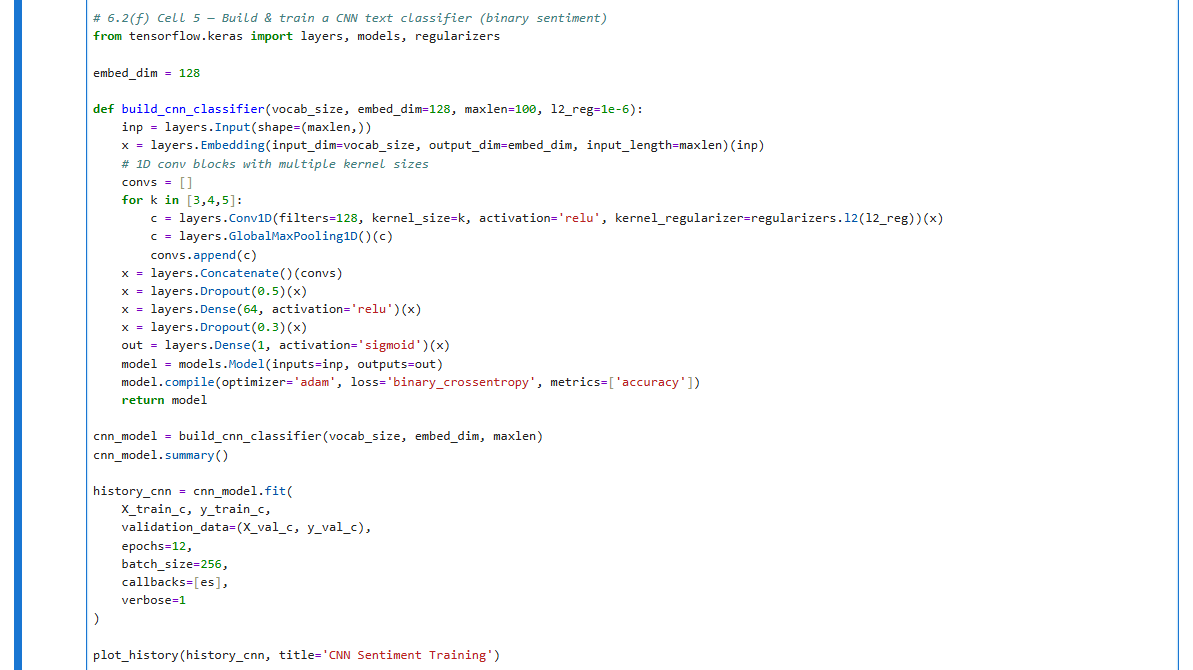 # 6.2(f) Cell 5 — Build & train a CNN text classifier (binary sentiment)
from tensorflow.keras import layers, models, regularizers

embed_dim = 128

def build_cnn_classifier(vocab_size, embed_dim=128, maxlen=100, l2_reg=1e-6):
    inp = layers.Input(shape=(maxlen,))
    x = layers.Embedding(input_dim=vocab_size, output_dim=embed_dim, input_length=maxlen)(inp)
    # 1D conv blocks with multiple kernel sizes
    convs = []
    for k in [3,4,5]:
        c = layers.Conv1D(filters=128, kernel_size=k, activation='relu', kernel_regularizer=regularizers.l2(l2_reg))(x)
        c = layers.GlobalMaxPooling1D()(c)
        convs.append(c)
    x = layers.Concatenate()(convs)
    x = layers.Dropout(0.5)(x)
    x = layers.Dense(64, activation='relu')(x)
    x = layers.Dropout(0.3)(x)
    out = layers.Dense(1, activation='sigmoid')(x)
    model = models.Model(inputs=inp, outputs=out)
    model.compile(optimizer='adam', loss='binary_crossentropy', metrics=['accuracy'])
    return model

cnn_model = build_cnn_classifier(vocab_size, embed_dim, maxlen)
cnn_model.summary()

history_cnn = cnn_model.fit(
    X_train_c, y_train_c,
    validation_data=(X_val_c, y_val_c),
    epochs=12,
    batch_size=256,
    callbacks=[es],
    verbose=1
)

plot_history(history_cnn, title='CNN Sentiment Training')